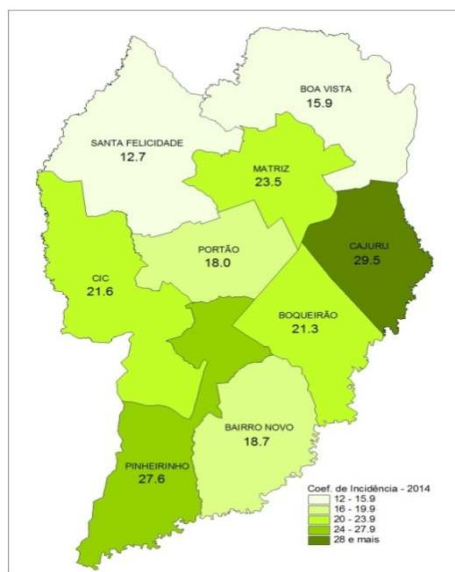 BOA VISTA
15.9
SANTA FELICIDADE
12.7
MATRIZ
23.5
CAJURU
29.5
PORTÃO
18.0
CIC
21.6
BOQUEIRÃO
21.3
BAIRRO NOVO
18.7
PINHEIRINHO
27.6
Coef. de Incidência - 2014
12 - 15.9
16 - 19.9
20 - 23.9
24 - 27.9
28 e mais